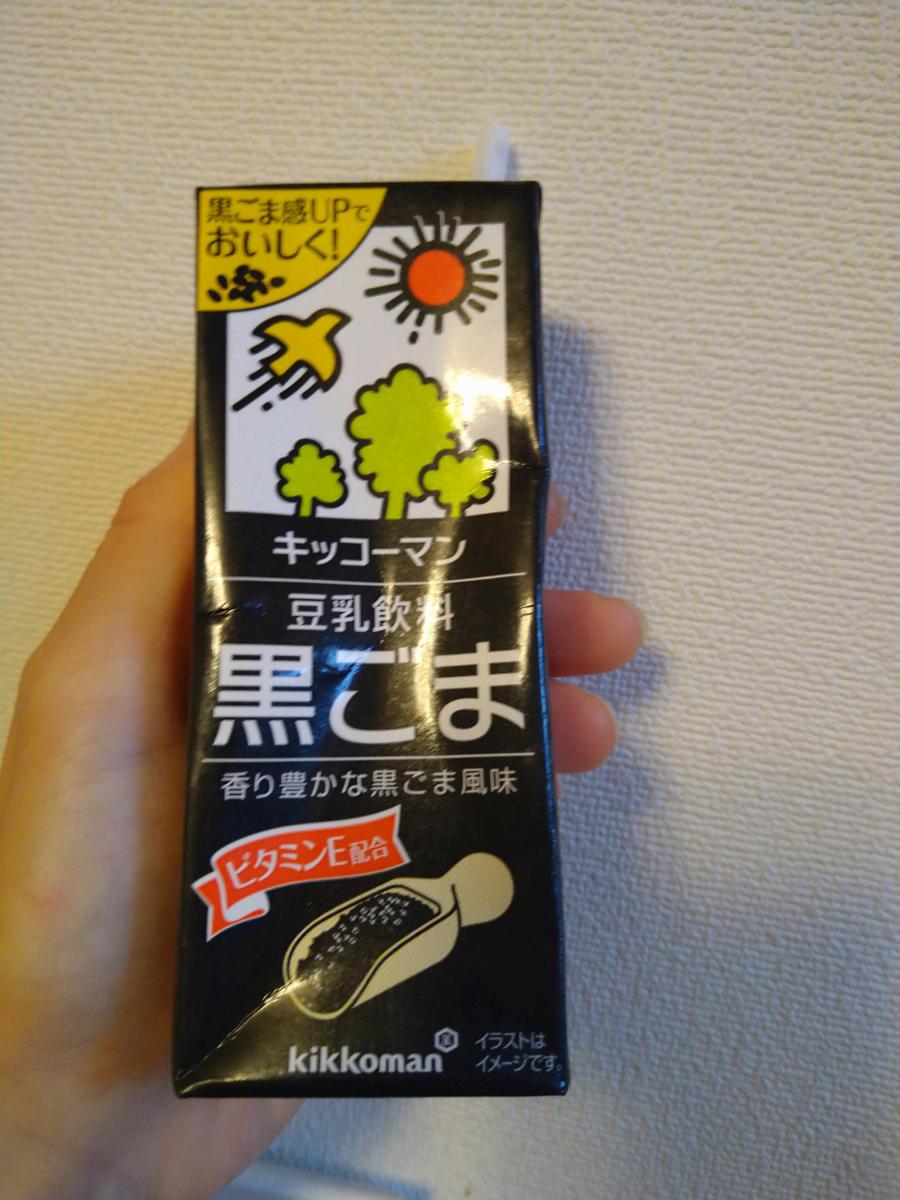 黒ごま感UPで
おいしく!
キッコーマン
豆乳飲料
黒ごま
香り豊かな黒ごま風味
ビタミンE配合
kikkoman
イラストは
イメージです。